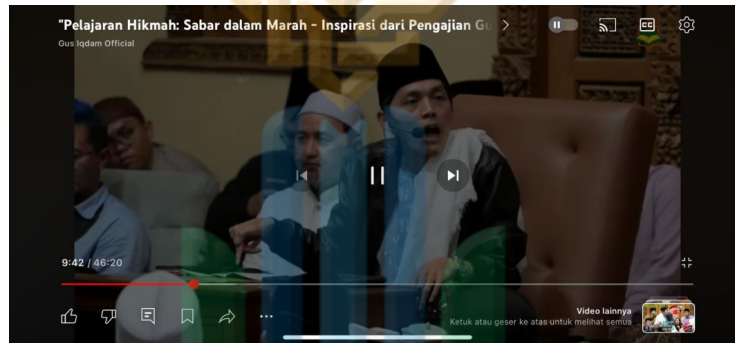 "Pelajaran Hikmah: Sabar dalam Marah - Inspirasi dari Pengajian Gu
Gus Iqdam Official
CC
9:42 / 46:20
Video lainnya
Ketuk atau geser ke atas untuk melihat semua